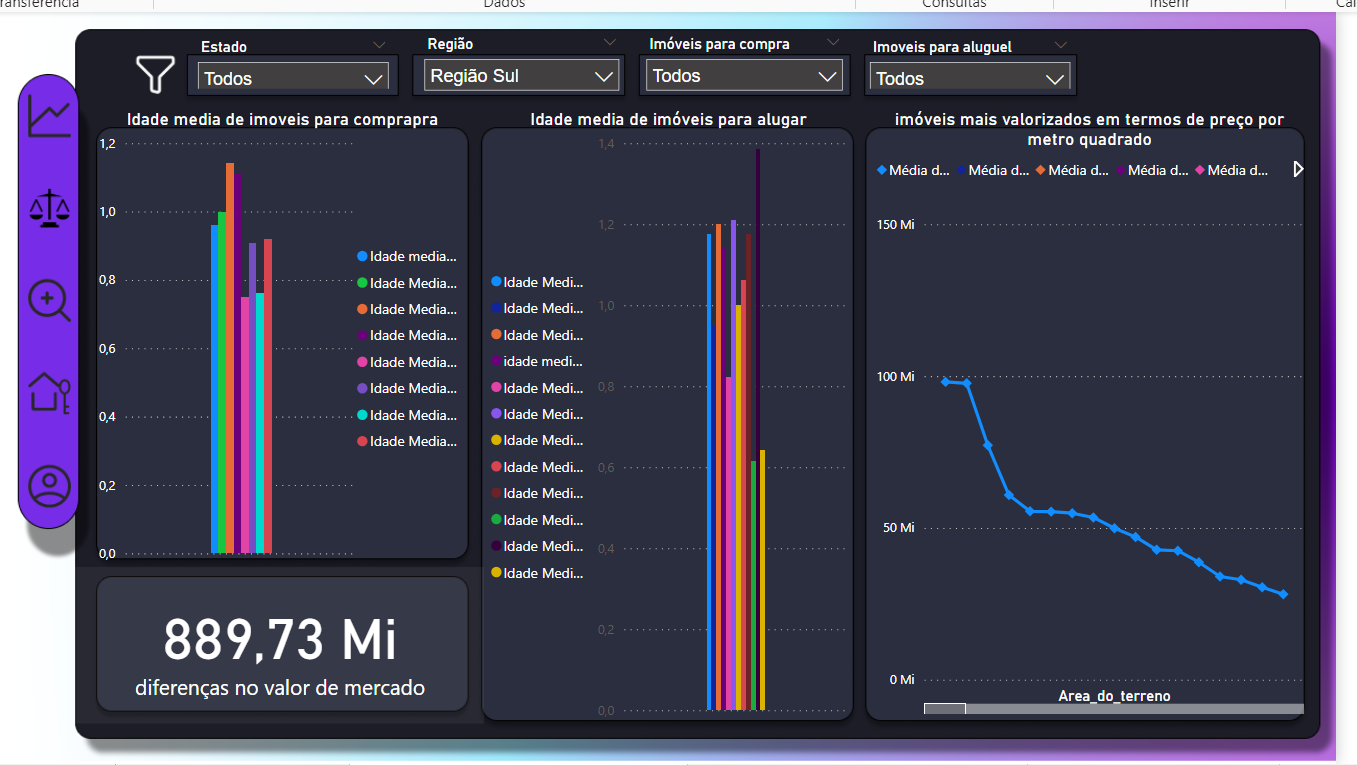 Dados
Consultas
Inserir
Estado
Região
Imóveis para compra
Imoveis para aluguel
Todos
Região Sul
Todos
Todos
Idade media de imoveis para comprapra
1,2
1,0
0,8
0,6
0,4
0,2
0,0
Idade media...
Idade Media...
Idade Media...
Idade Media...
Idade Media...
Idade Media...
Idade Media...
Idade Media...
889,73 Mi
diferenças no valor de mercado
Idade media de imóveis para alugar
Idade Medi...
Idade Medi...
Idade Medi...
idade medi...
Idade Medi...
Idade Medi...
Idade Medi...
Idade Medi...
Idade Medi...
Idade Medi...
Idade Medi...
Idade Medi...
1,4
1,2
1,0
0,8
0,6
0,4
0,2
0,0
imóveis mais valorizados em termos de preço por
metro quadrado
Média d... Média d... Média d... Média d... Média d...
150 Mi
100 Mi
50 Mi
0 Mi
Area_do_terreno